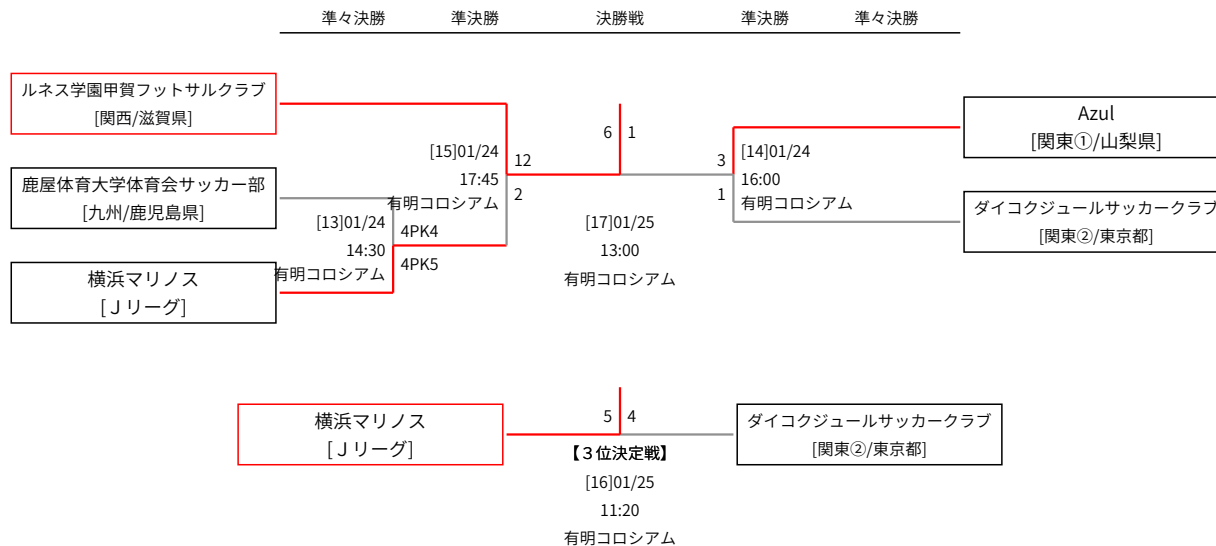 準々決勝 準決勝 決勝戦 準決勝 準々決勝
ルネス学園甲賀フットサルクラブ
[関西/滋賀県]
6 1
Azul
[関東①/山梨県]
[15]01/24 12
17:45
有明コロシアム 2
3 [14]01/24
16:00
1 有明コロシアム
鹿屋体育大学体育会サッカー部
[九州/鹿児島県]
ダイコクジュールサッカークラブ
[関東②/東京都]
[13]01/24 4PK4
14:30
有明コロシアム 4PK5
[17]01/25
13:00
有明コロシアム
横浜マリノス
[Ｊリーグ]
横浜マリノス
[Ｊリーグ]
5 4
ダイコクジュールサッカークラブ
[関東②/東京都]
【３位決定戦】
[16]01/25
11:20
有明コロシアム